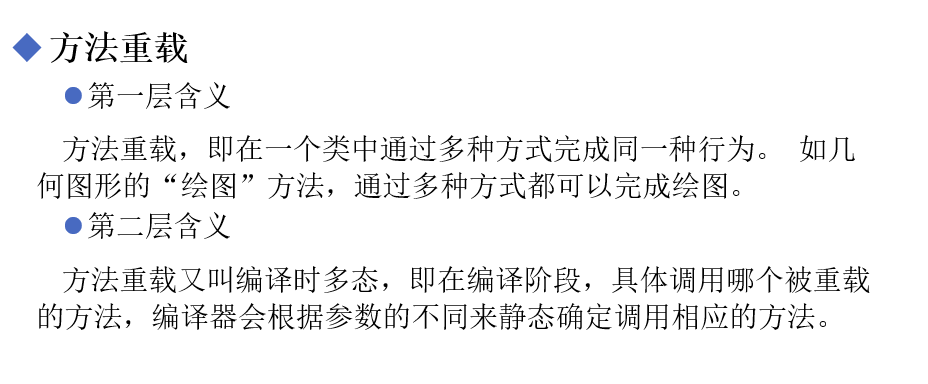 方法重载
第一层含义
方法重载，即在一个类中通过多种方式完成同一种行为。 如几
何图形的“绘图”方法，通过多种方式都可以完成绘图。
第二层含义
方法重载又叫编译时多态，即在编译阶段，具体调用哪个被重载
的方法，编译器会根据参数的不同来静态确定调用相应的方法。